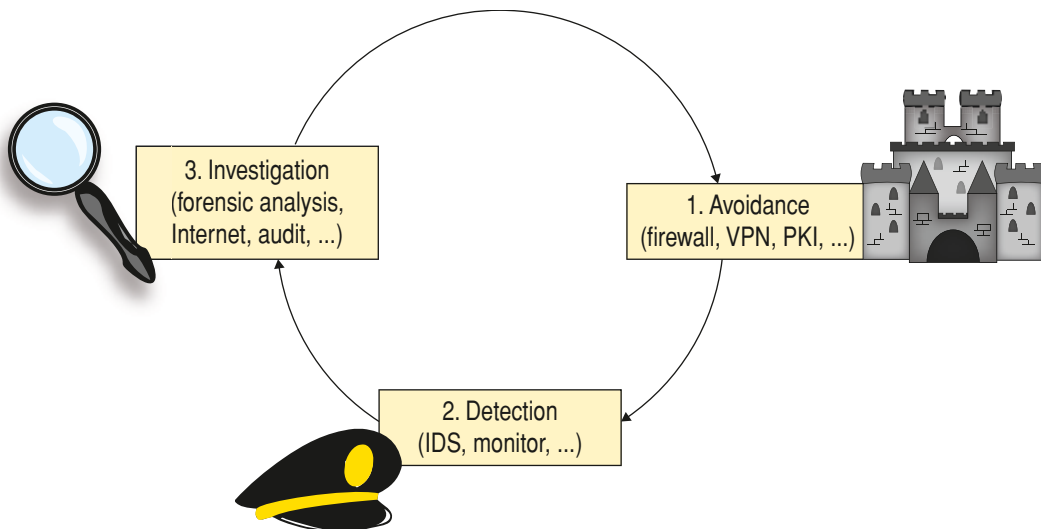 3. Investigation
(forensic analysis,
Internet, audit, ...)
1. Avoidance
(firewall, VPN, PKI, ...)
2. Detection
(IDS, monitor, ...)